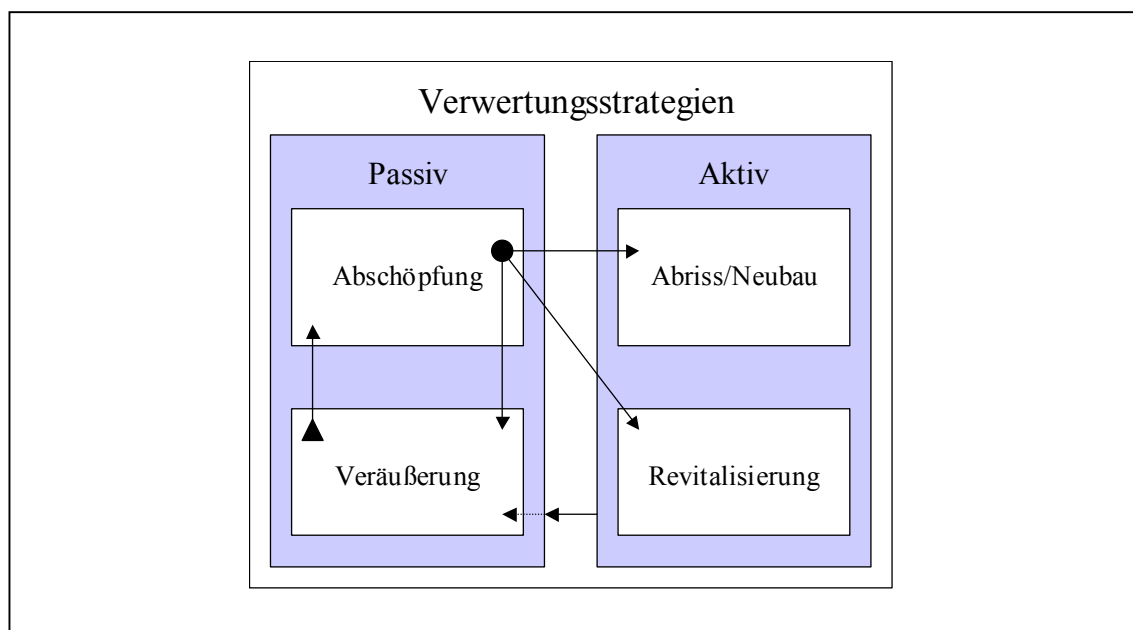 Verwertungsstrategien
Passiv
Abschöpfung
Veräußerung
Aktiv
Abriss/Neubau
Revitalisierung